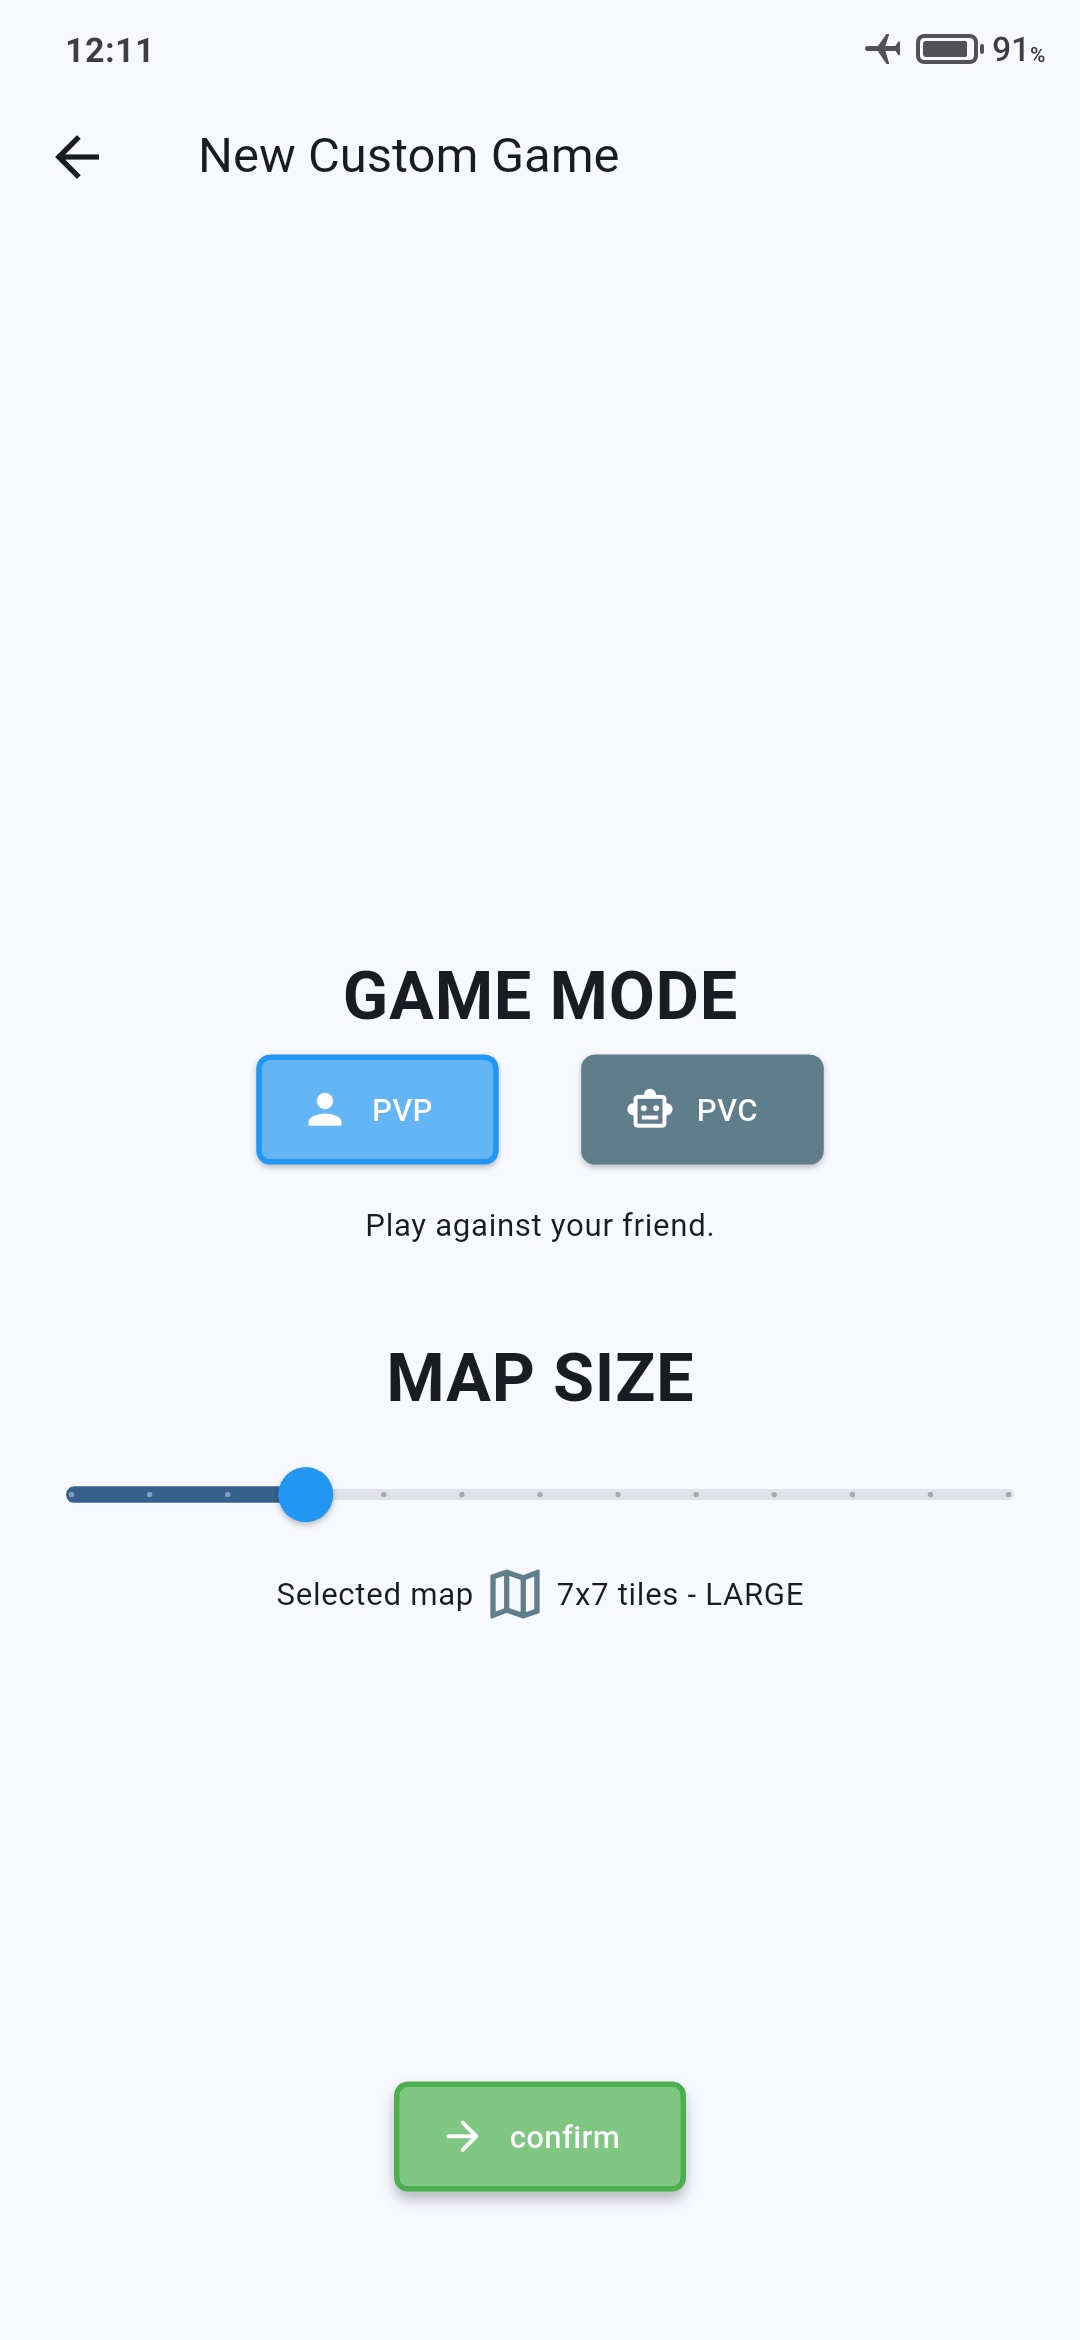 12:11 91%
New Custom Game
GAME MODE
PVP PVC
Play against your friend.
MAP SIZE
Selected map 7x7 tiles - LARGE
confirm